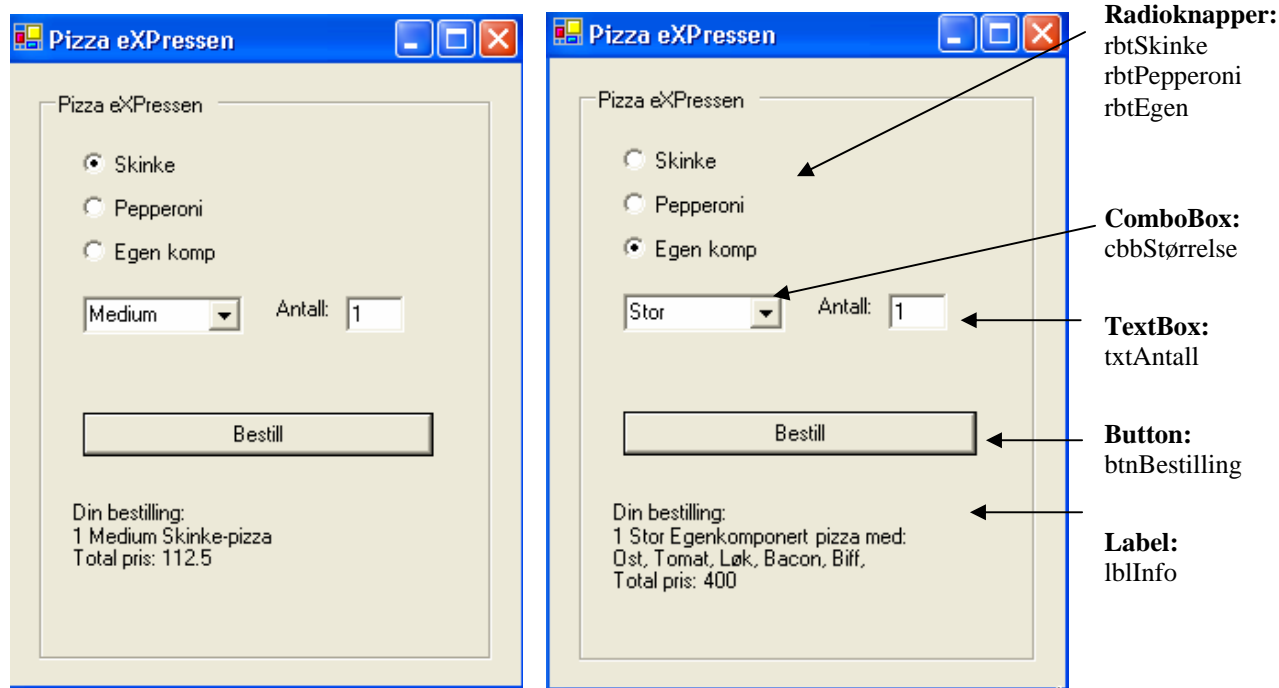 Pizza eXPressen
Pizza eXPressen
Skinke
Pepperoni
Egen komp
Medium Antall: 1
Bestill
Din bestilling:
1 Medium Skinke-pizza
Total pris: 112.5
Pizza eXPressen
Pizza eXPressen
Skinke
Pepperoni
Egen komp
Stor Antall: 1
Bestill
Din bestilling:
1 Stor Egenkomponert pizza med:
Ost, Tomat, Løk, Bacon, Biff,
Total pris: 400
Radioknapper:
rbtSkinke
rbtPepperoni
rbtEgen
ComboBox:
cbbStørrelse
TextBox:
txtAntall
Button:
btnBestilling
Label:
lblInfo